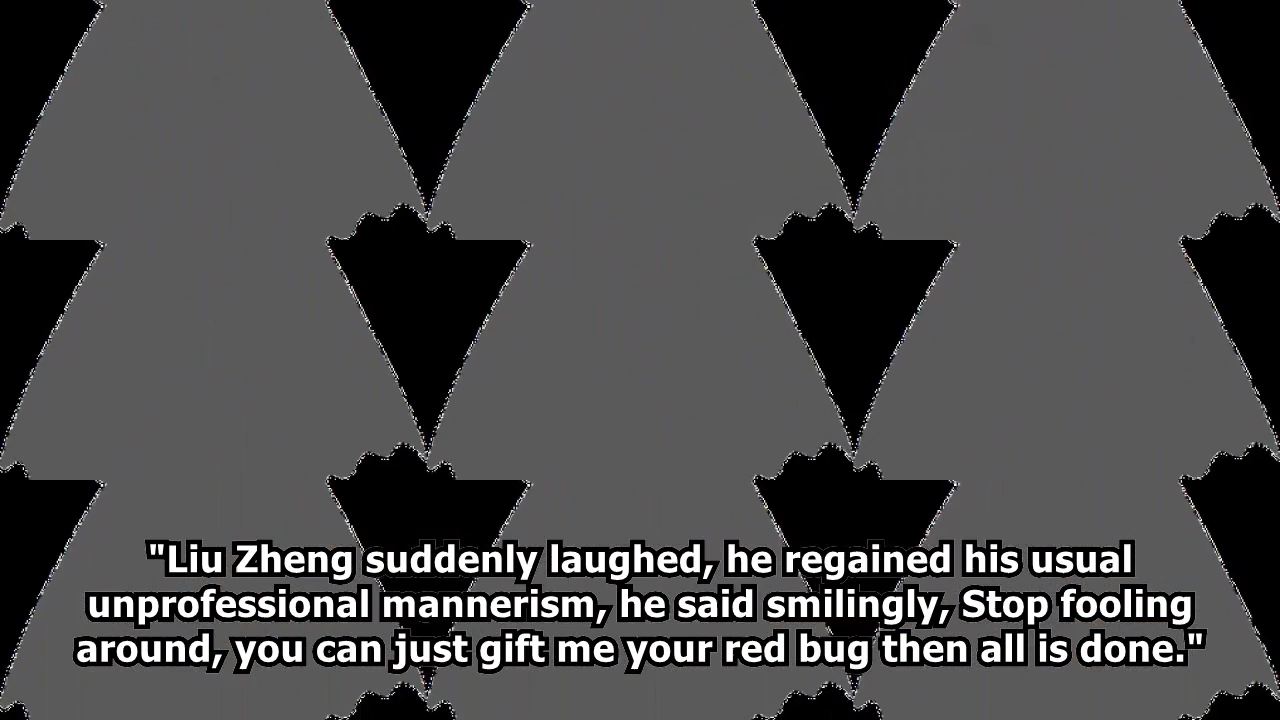 "Liu Zheng suddenly laughed, he regained his usual
unprofessional mannerism, he said smilingly, Stop fooling
around, you can just gift me your red bug then all is done."